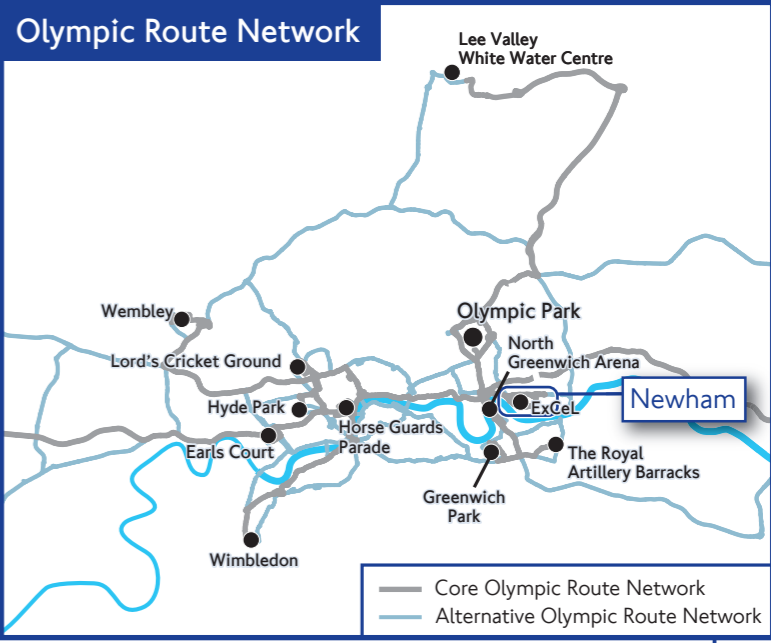 Olympic Route Network
Lee Valley
White Water Centre
Wembley
Olympic Park
North
Greenwich Arena
Lord's Cricket Ground
Hyde Park
ExCeL
Newham
Horse Guards
Parade
Earls Court
The Royal
Artillery Barracks
Greenwich
Park
Wimbledon
Core Olympic Route Network
Alternative Olympic Route Network